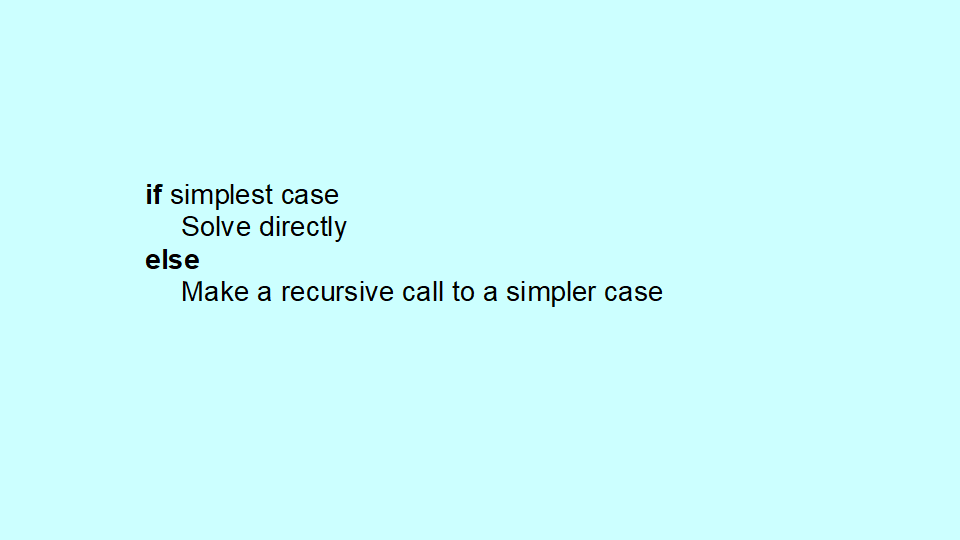 if simplest case
Solve directly
else
Make a recursive call to a simpler case